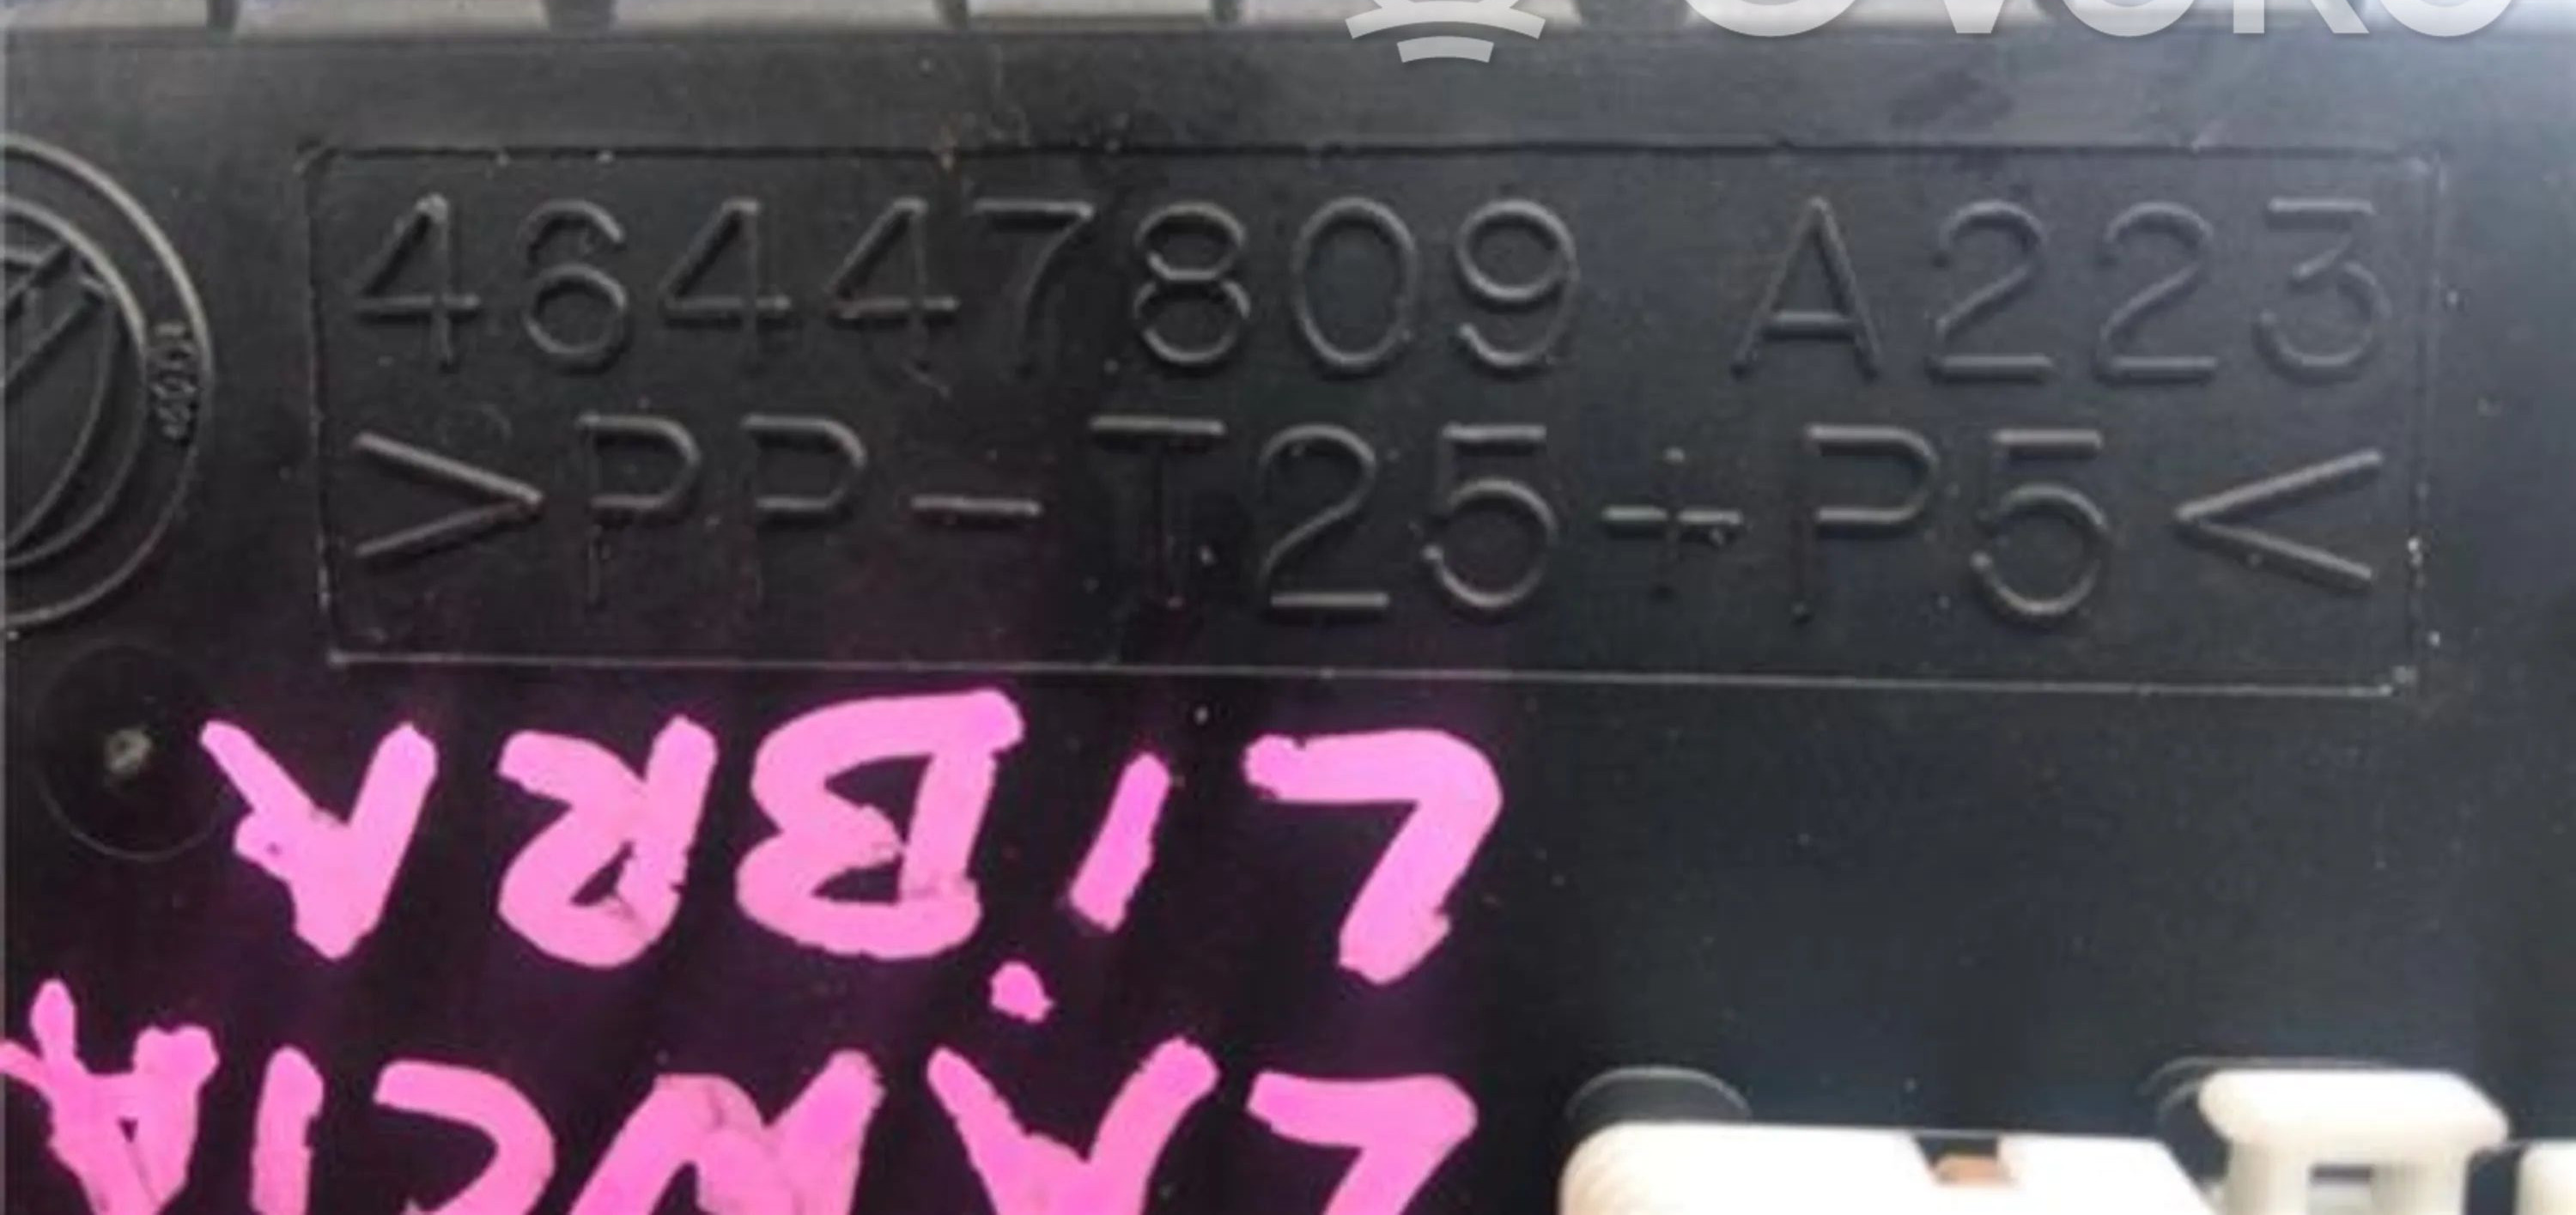 46447809 A223
>PP-T25+P5<
LiBRA
LANCIA